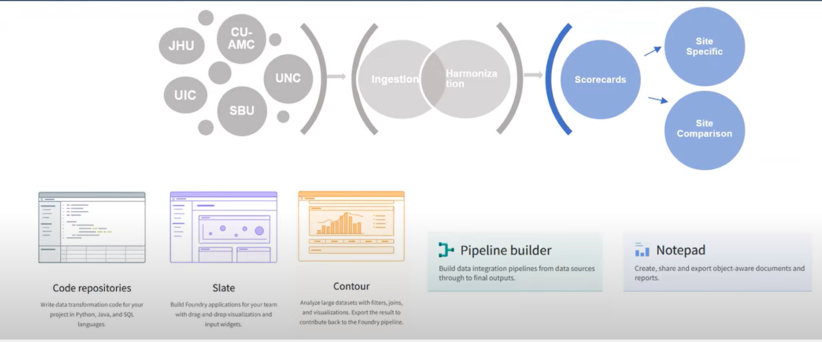 JHU
CU-
AMC
UNC
UIC
SBU
Ingestion
Harmoniza
tion
Scorecards
Site
Specific
Site
Comparison
Code repositories
Write data transformation code for your
project in Python, Java, and SQL
languages.
Slate
Build Foundry applications for your team
with drag-and-drop visualization and
input widgets.
Contour
Analyze large datasets with filters, joins,
and visualizations. Export the result to
contribute back to the Foundry pipeline.
Pipeline builder
Build data integration pipelines from data sources
through to final outputs.
Notepad
Create, share and export object-aware documents and
reports.